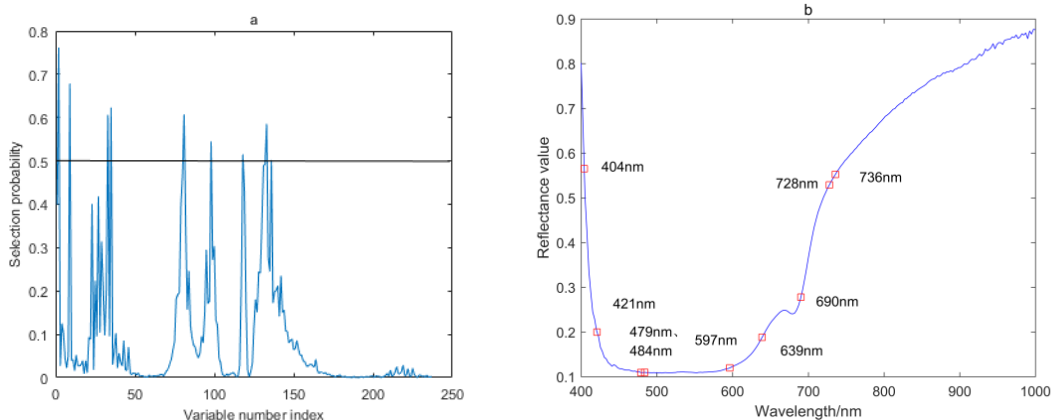 a
0.8
0.7
0.6
0.5
0.4
0.3
0.2
0.1
0
0
50
100
150
200
250
Selection probability
Variable number index
b
0.9
0.8
0.7
0.6
0.5
0.4
0.3
0.2
0.1
400
500
600
700
800
900
1000
Reflectance value
Wavelength/nm
404nm
421nm
479nm、
484nm
597nm
639nm
690nm
728nm
736nm